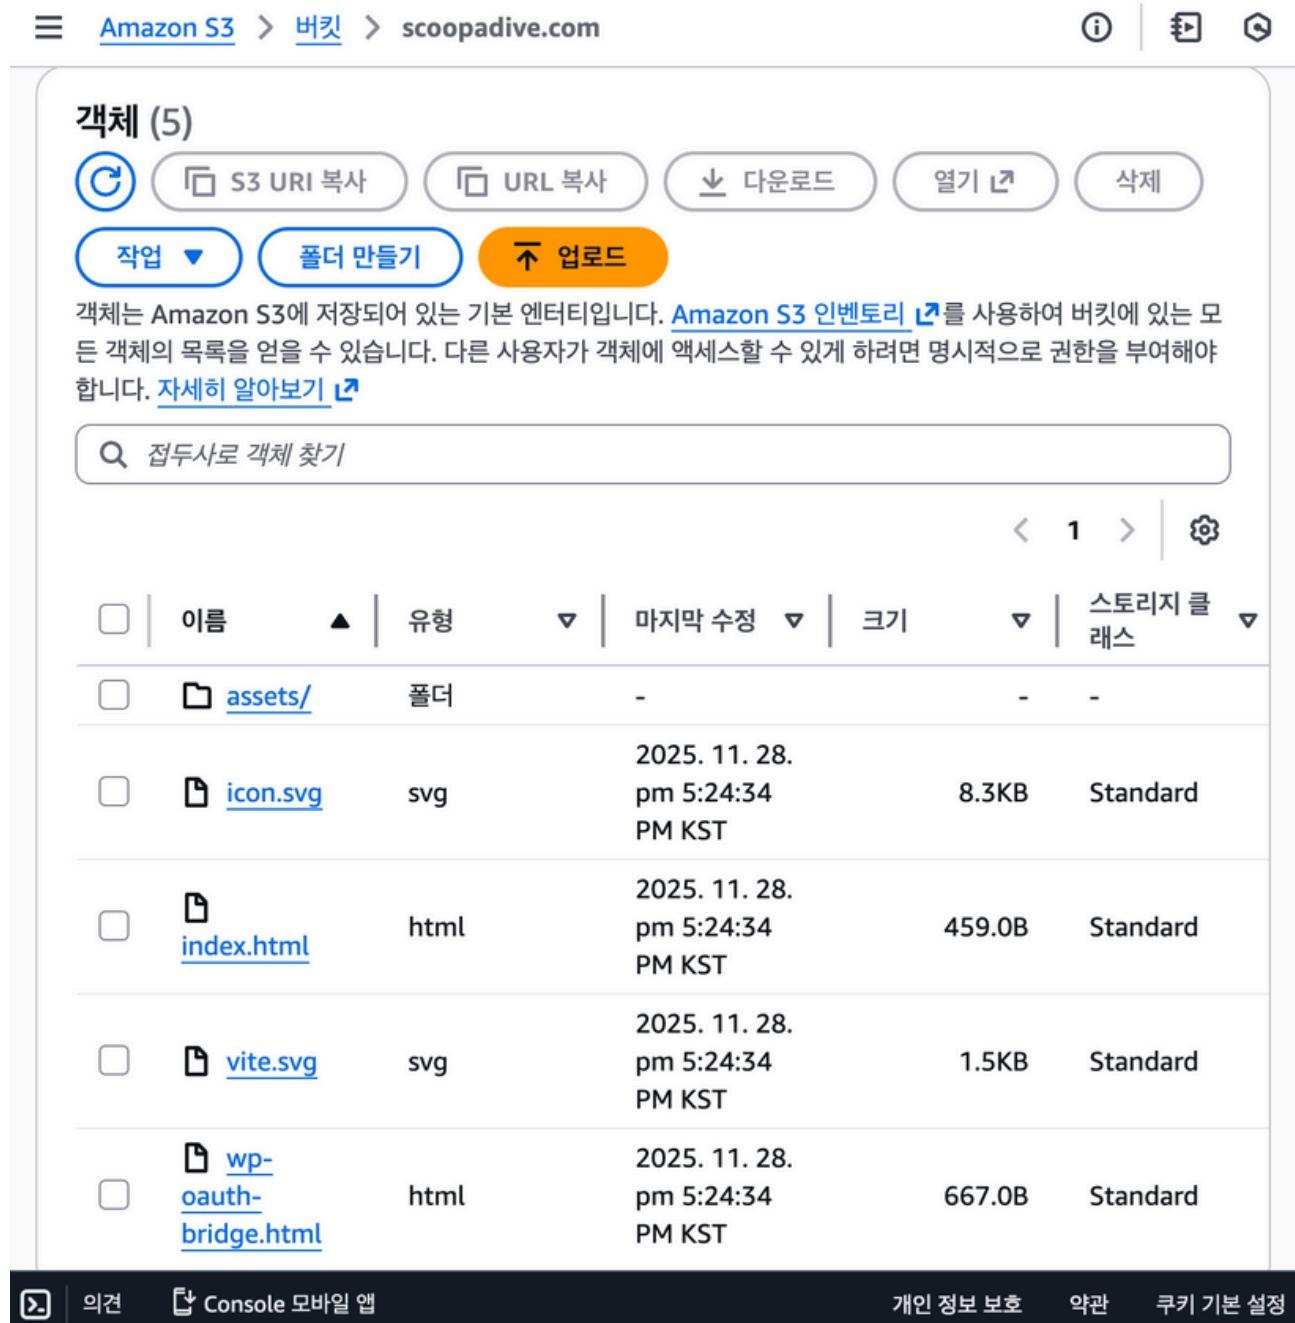 Amazon S3 > 버킷 > scoopadive.com
객체 (5)
S3 URI 복사 URL 복사 다운로드 열기 삭제
작업 폴더 만들기 업로드
객체는 Amazon S3에 저장되어 있는 기본 엔터티입니다. Amazon S3 인벤토리 를 사용하여 버킷에 있는 모
든 객체의 목록을 얻을 수 있습니다. 다른 사용자가 객체에 액세스할 수 있게 하려면 명시적으로 권한을 부여해야
합니다. 자세히 알아보기
접두사로 객체 찾기
1
이름 유형 마지막 수정 크기 스토리지 클
래스
assets/ 폴더 - - -
2025. 11. 28.
icon.svg svg pm 5:24:34 8.3KB Standard
PM KST
2025. 11. 28.
index.html html pm 5:24:34 459.0B Standard
PM KST
2025. 11. 28.
vite.svg svg pm 5:24:34 1.5KB Standard
PM KST
wp- 2025. 11. 28.
oauth- html pm 5:24:34 667.0B Standard
bridge.html PM KST
의견 Console 모바일 앱 개인 정보 보호 약관 쿠키 기본 설정